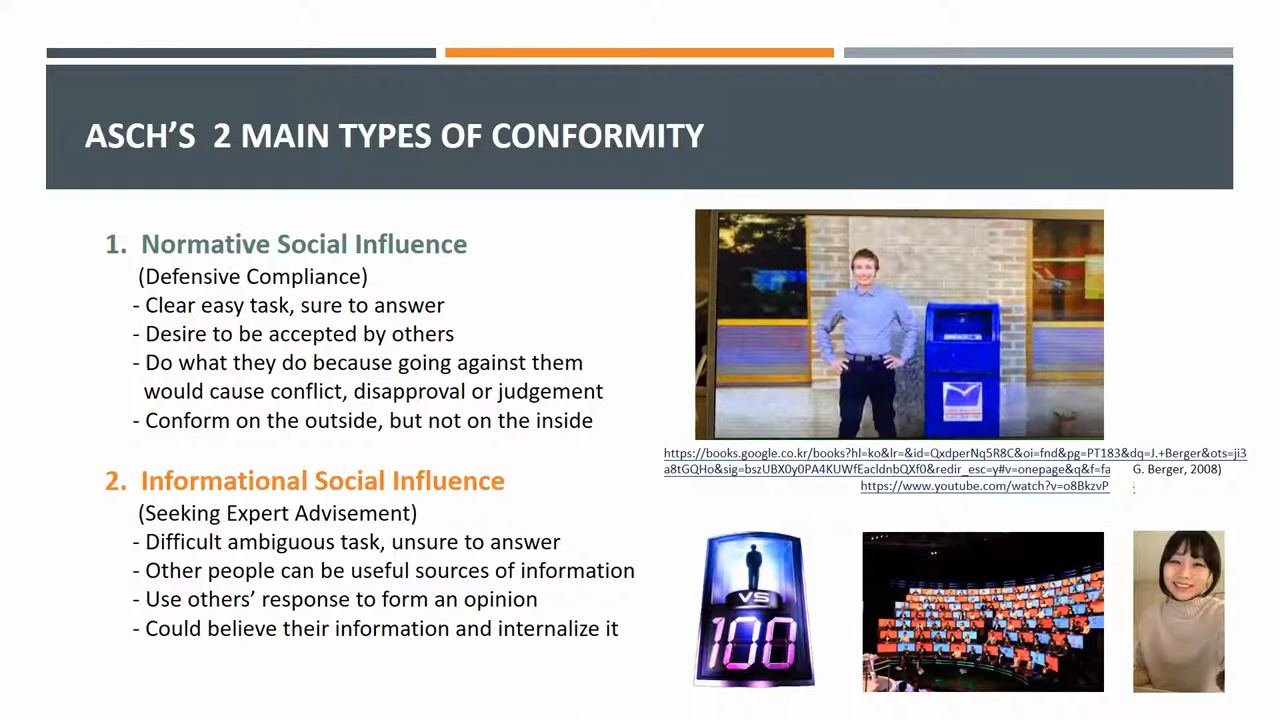 ASCH’S  2 MAIN TYPES OF CONFORMITY
1. Normative Social Influence
(Defensive Compliance)
- Clear easy task, sure to answer
- Desire to be accepted by others
- Do what they do because going against them
would cause conflict, disapproval or judgement
- Conform on the outside, but not on the inside
2. Informational Social Influence
(Seeking Expert Advisement)
- Difficult ambiguous task, unsure to answer
- Other people can be useful sources of information
- Use others’ response to form an opinion
- Could believe their information and internalize it
https://books.google.co.kr/books?hl=ko&lr=&id=QxdperNq5R8C&oi=fnd&pg=PT183&dq=J.+Berger&ots=ji3
a8tGQHo&sig=bszUBX0y0PA4KUWfEacldnbQXf0&redir_esc=y#v=onepage&q&f=fa G. Berger, 2008)
https://www.youtube.com/watch?v=o8BkzvP
VS
100